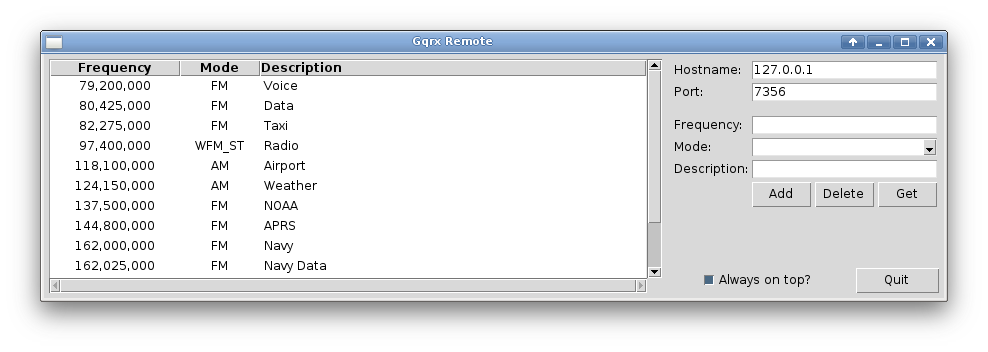 Gqrx Remote
Frequency Mode Description
79,200,000 FM Voice
80,425,000 FM Data
82,275,000 FM Taxi
97,400,000 WFM_ST Radio
118,100,000 AM Airport
124,150,000 AM Weather
137,500,000 FM NOAA
144,800,000 FM APRS
162,000,000 FM Navy
162,025,000 FM Navy Data
Hostname: 127.0.0.1
Port: 7356
Frequency:
Mode:
Description:
Add Delete Get
Always on top? Quit